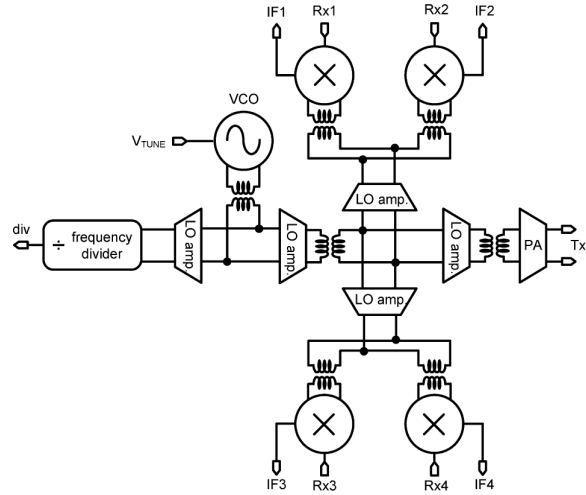 IF1
Rx1
Rx2
IF2
VCO
VTUNE
LO amp.
div
÷ frequency
divider
LO amp.
LO amp.
LO amp.
PA
Tx
LO amp.
IF3
Rx3
Rx4
IF4